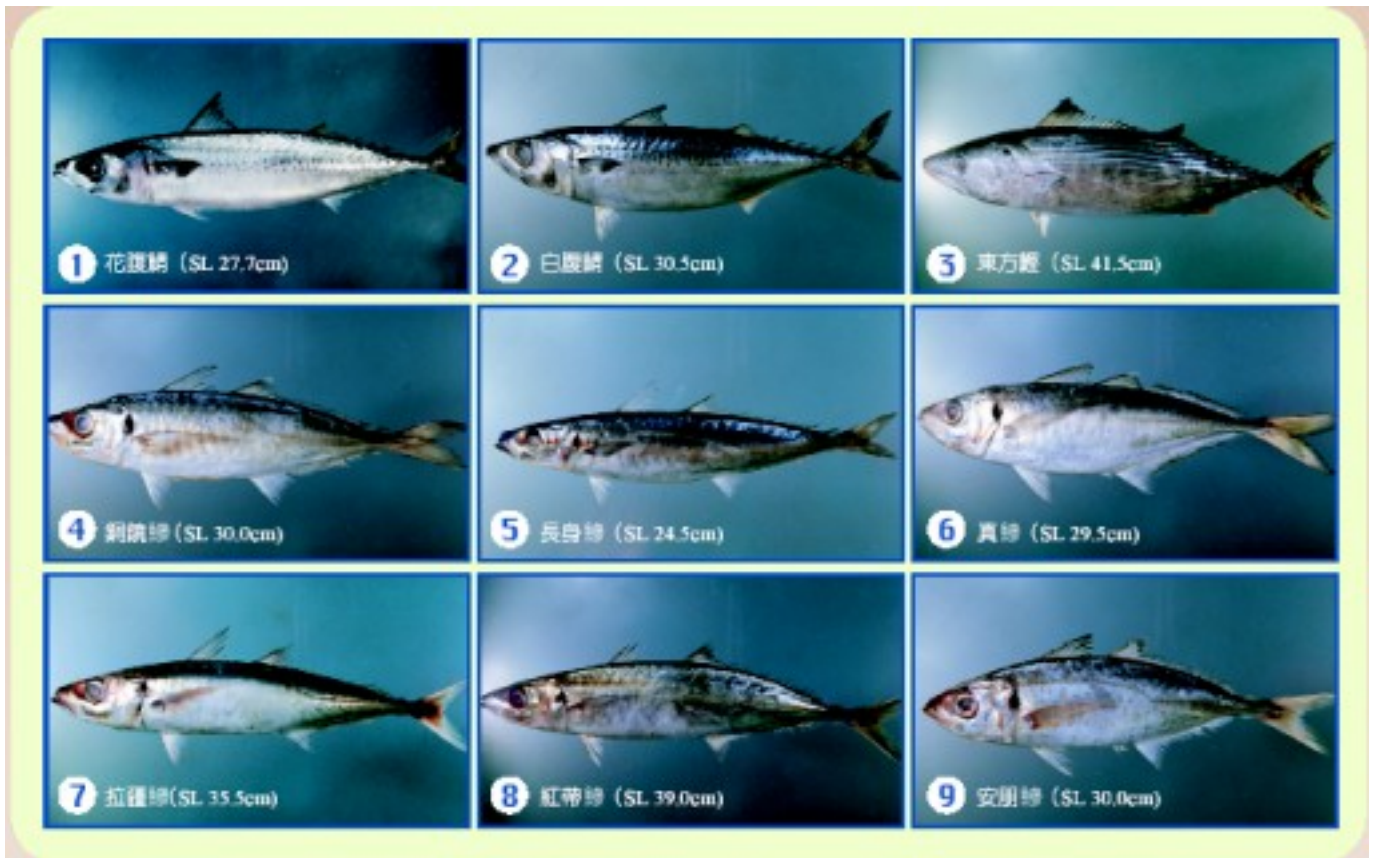 1 花腹鯖 (SL 27.7cm)
2 白腹鯖 (SL 30.5cm)
3 東方鰹 (SL 41.5cm)
4 銅鏡鰺(SL 30.0cm)
5 長身鰺 (SL 24.5cm)
6 真鰺 (SL 29.5cm)
7 拉疆鰺(SL 35.5cm)
8 紅帶鰺 (SL 39.0cm)
9 安朋鰺 (SL 30.0cm)